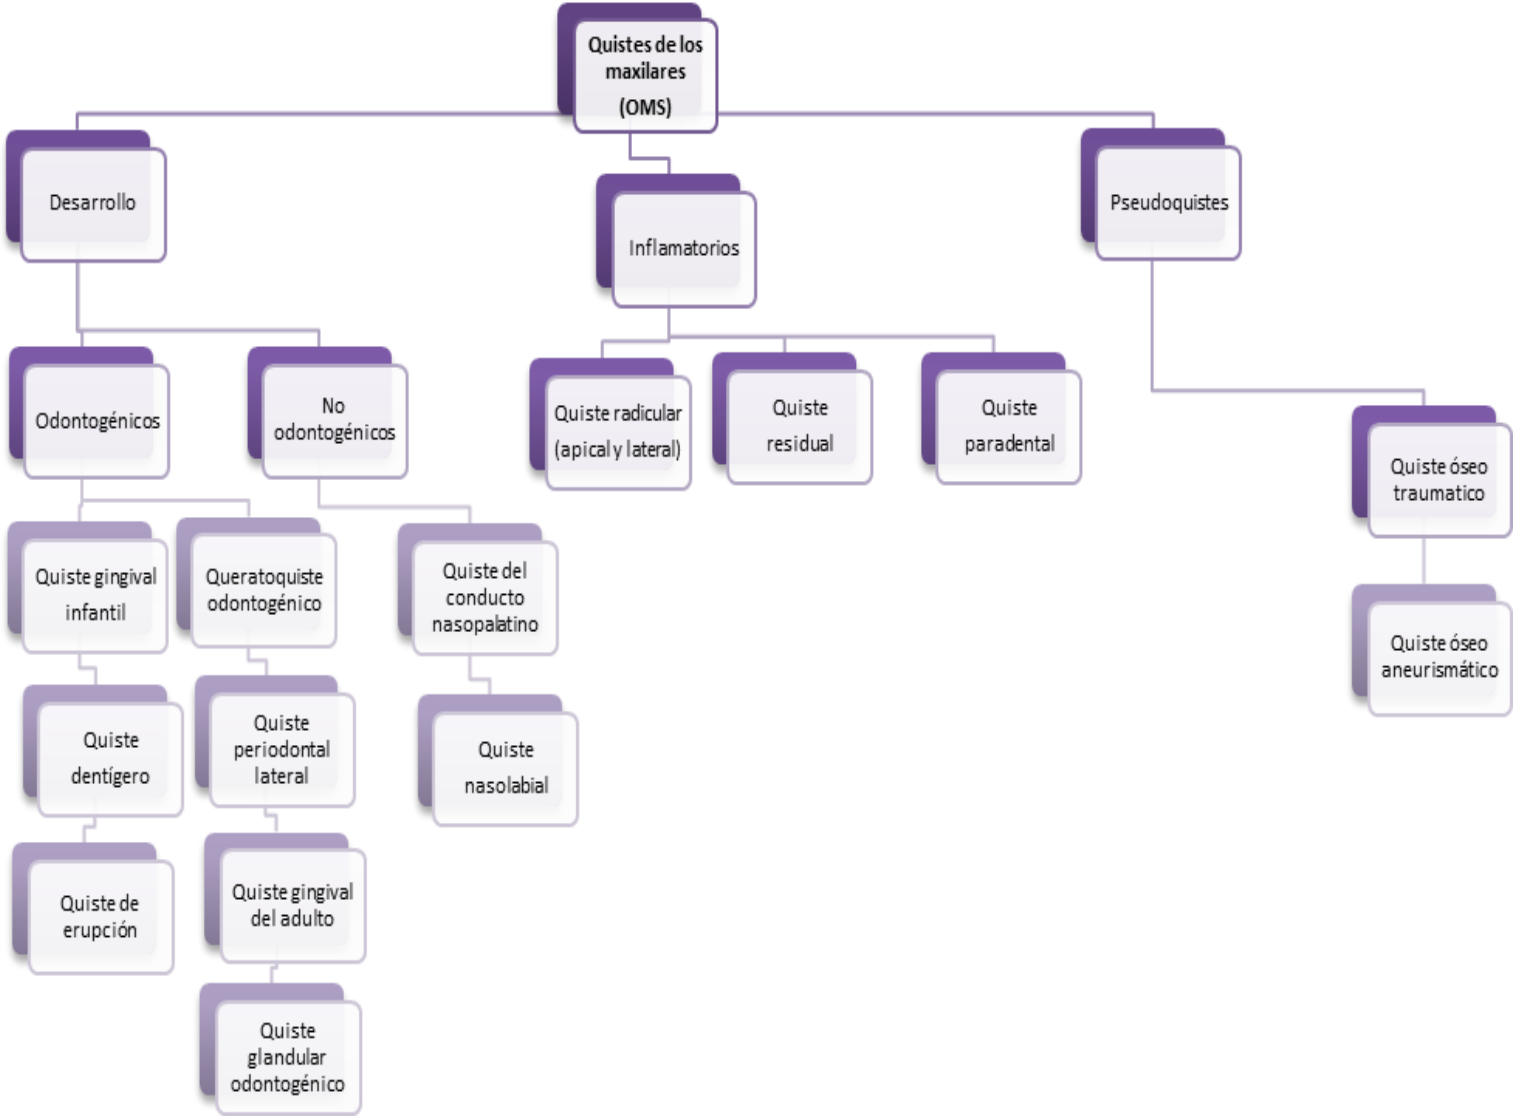 Quistes de los
maxilares
(OMS)
Desarrollo
Inflamatorios
Pseudoquistes
Odontogénicos
No
odontogénicos
Quiste radicular
(apical y lateral)
Quiste
residual
Quiste
paradental
Quiste óseo
traumatico
Quiste gingival
infantil
Queratoquiste
odontogénico
Quiste del
conducto
nasopalatino
Quiste óseo
aneurismático
Quiste
dentígero
Quiste
periodontal
lateral
Quiste
nasolabial
Quiste de
erupción
Quiste gingival
del adulto
Quiste
glandular
odontogénico